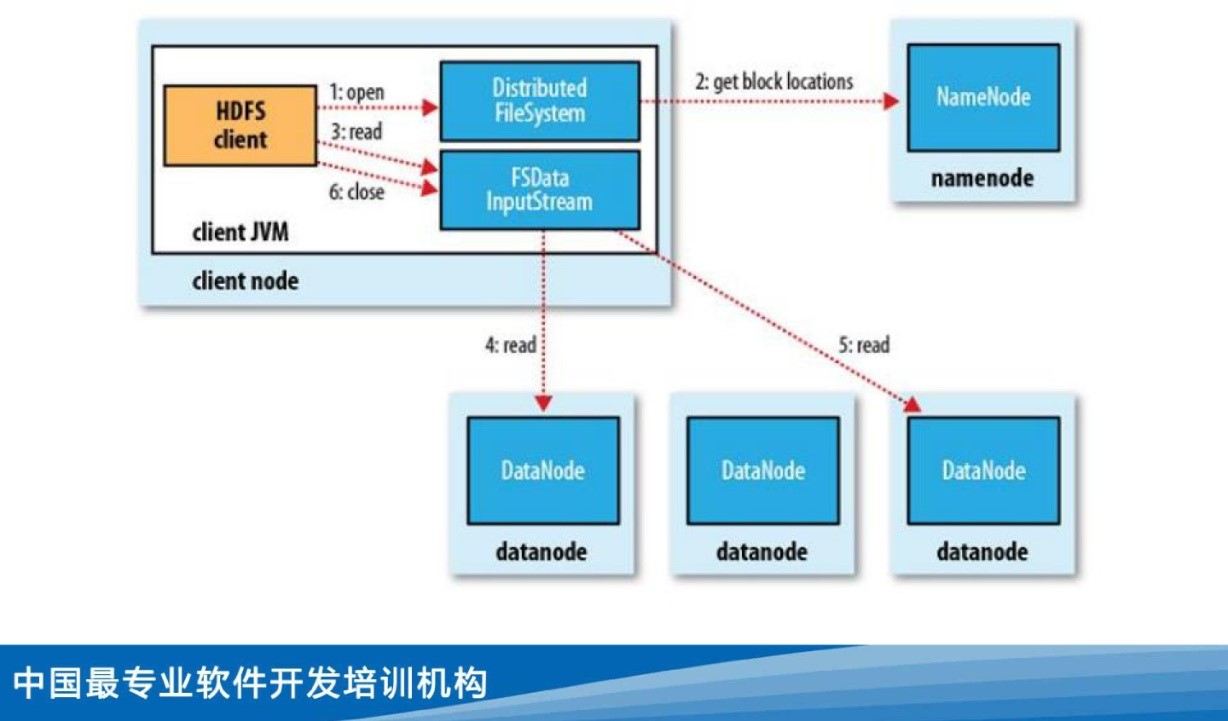 HDFS
client
1: open
3: read
6: close
client JVM
client node
Distributed
FileSystem
FSData
InputStream
2: get block locations
NameNode
namenode
4: read
5: read
DataNode
datanode
DataNode
datanode
DataNode
datanode
中国最专业软件开发培训机构